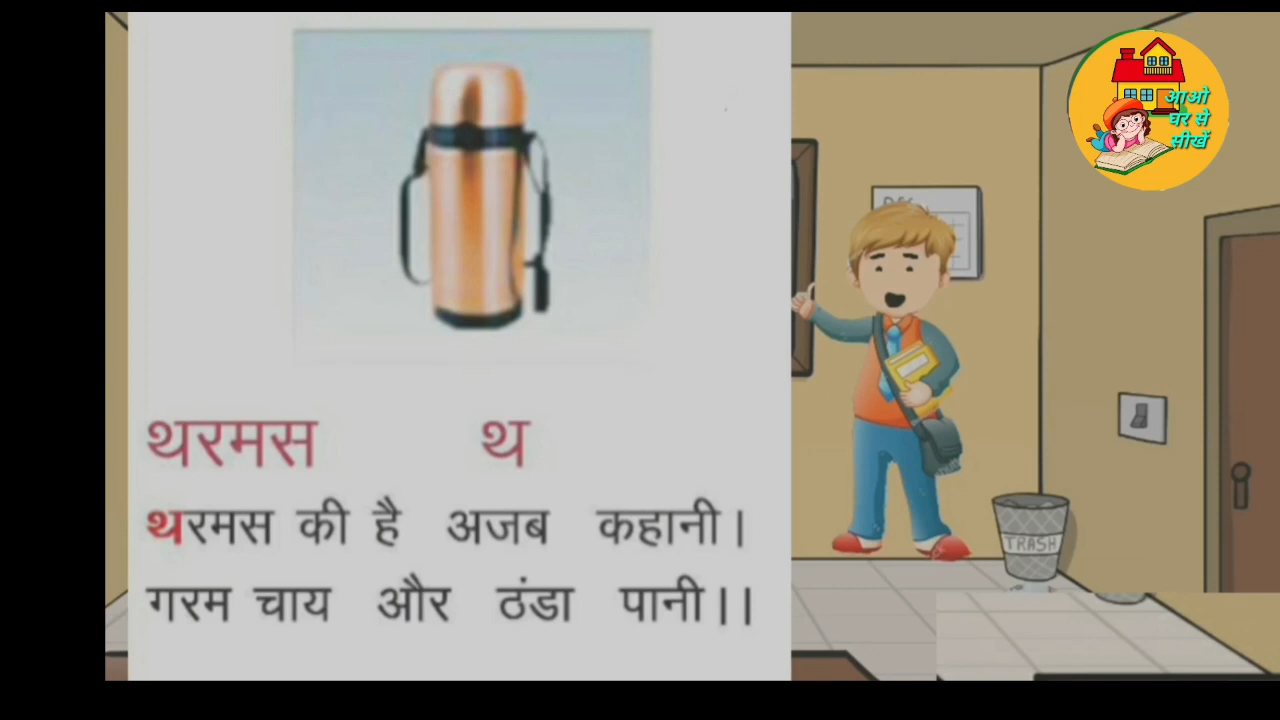 थरमस थ
थरमस की है अजब कहानी।
गरम चाय और ठंडा पानी।।
आओ
घर से
सीखें
TRASH